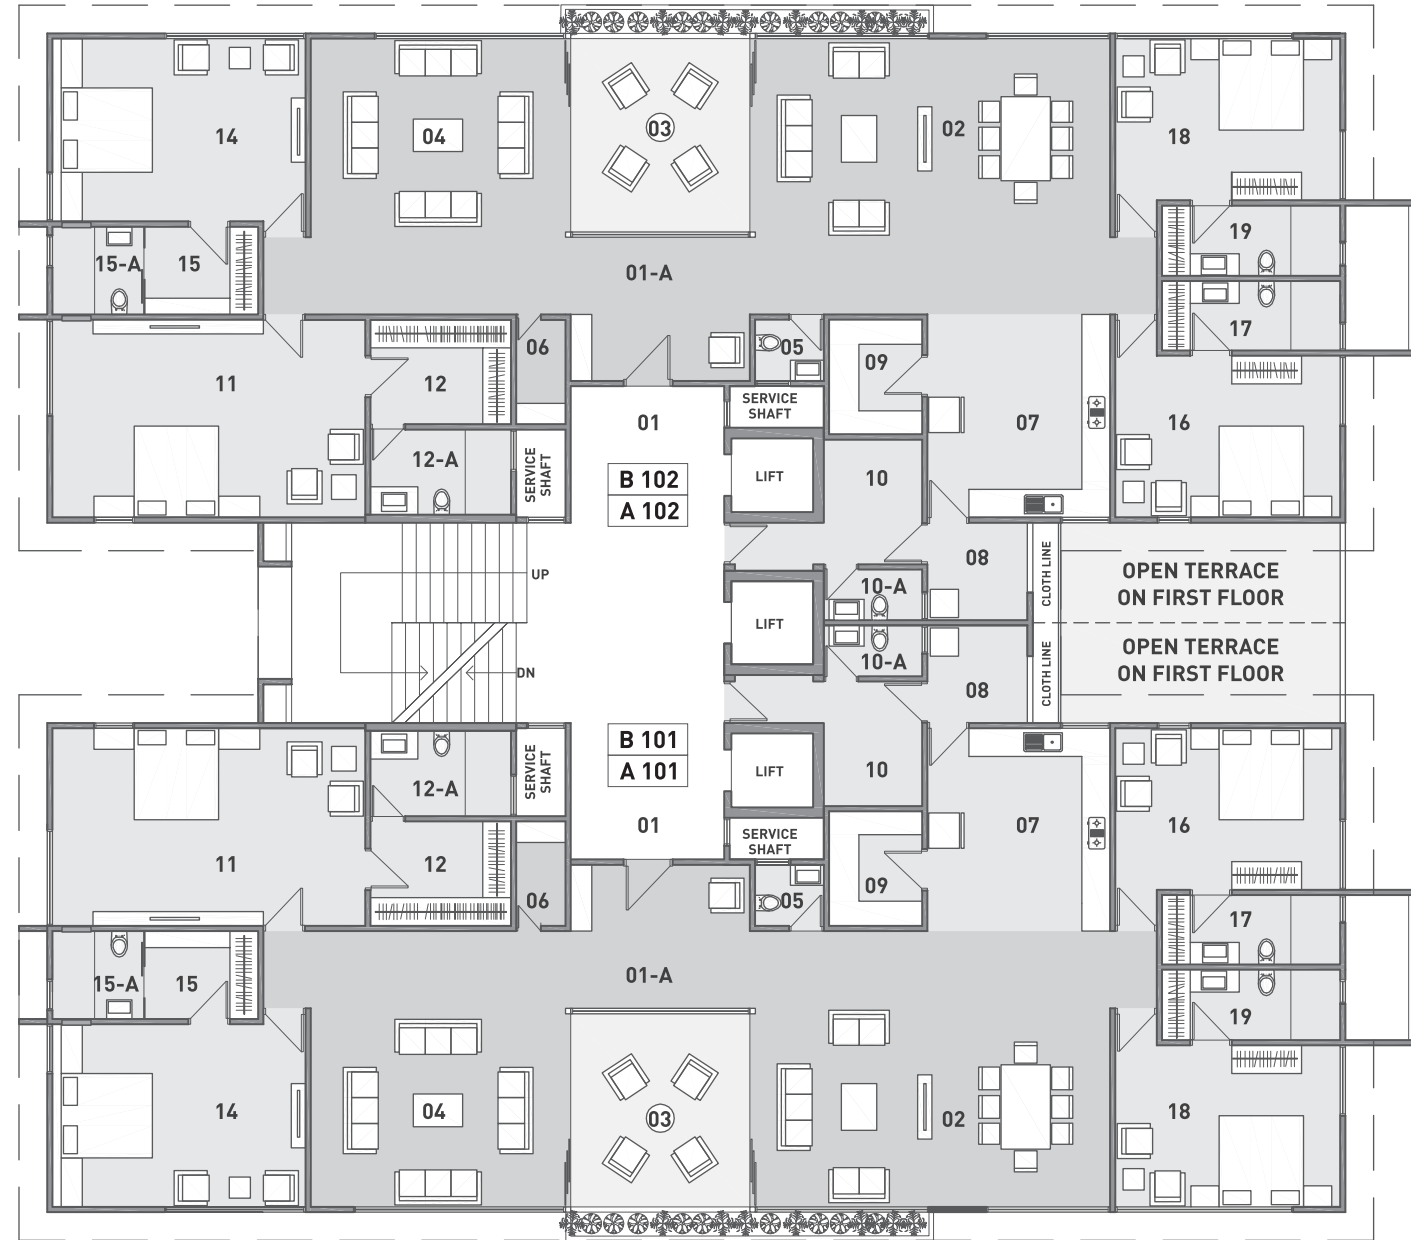 14
04
03
02
18
15-A
15
01-A
19
17
11
12
06
05
09
12-A
SERVICE
SHAFT
01
SERVICE
SHAFT
LIFT
07
16
10
B 102
A 102
UP
LIFT
10-A
08
CLOTH LINE
OPEN TERRACE
ON FIRST FLOOR
DN
10-A
08
CLOTH LINE
OPEN TERRACE
ON FIRST FLOOR
B 101
A 101
LIFT
10
12-A
SERVICE
SHAFT
01
SERVICE
SHAFT
07
16
11
12
06
05
09
17
15-A
15
01-A
19
14
04
03
02
18